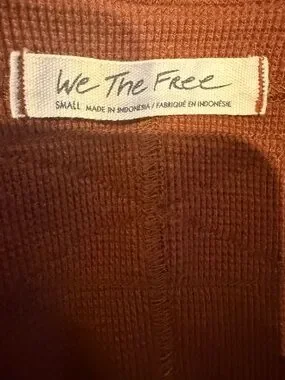 We The Free
SMALL MADE IN INDONESIA / FABRIQUÉ EN INDONÉSIE